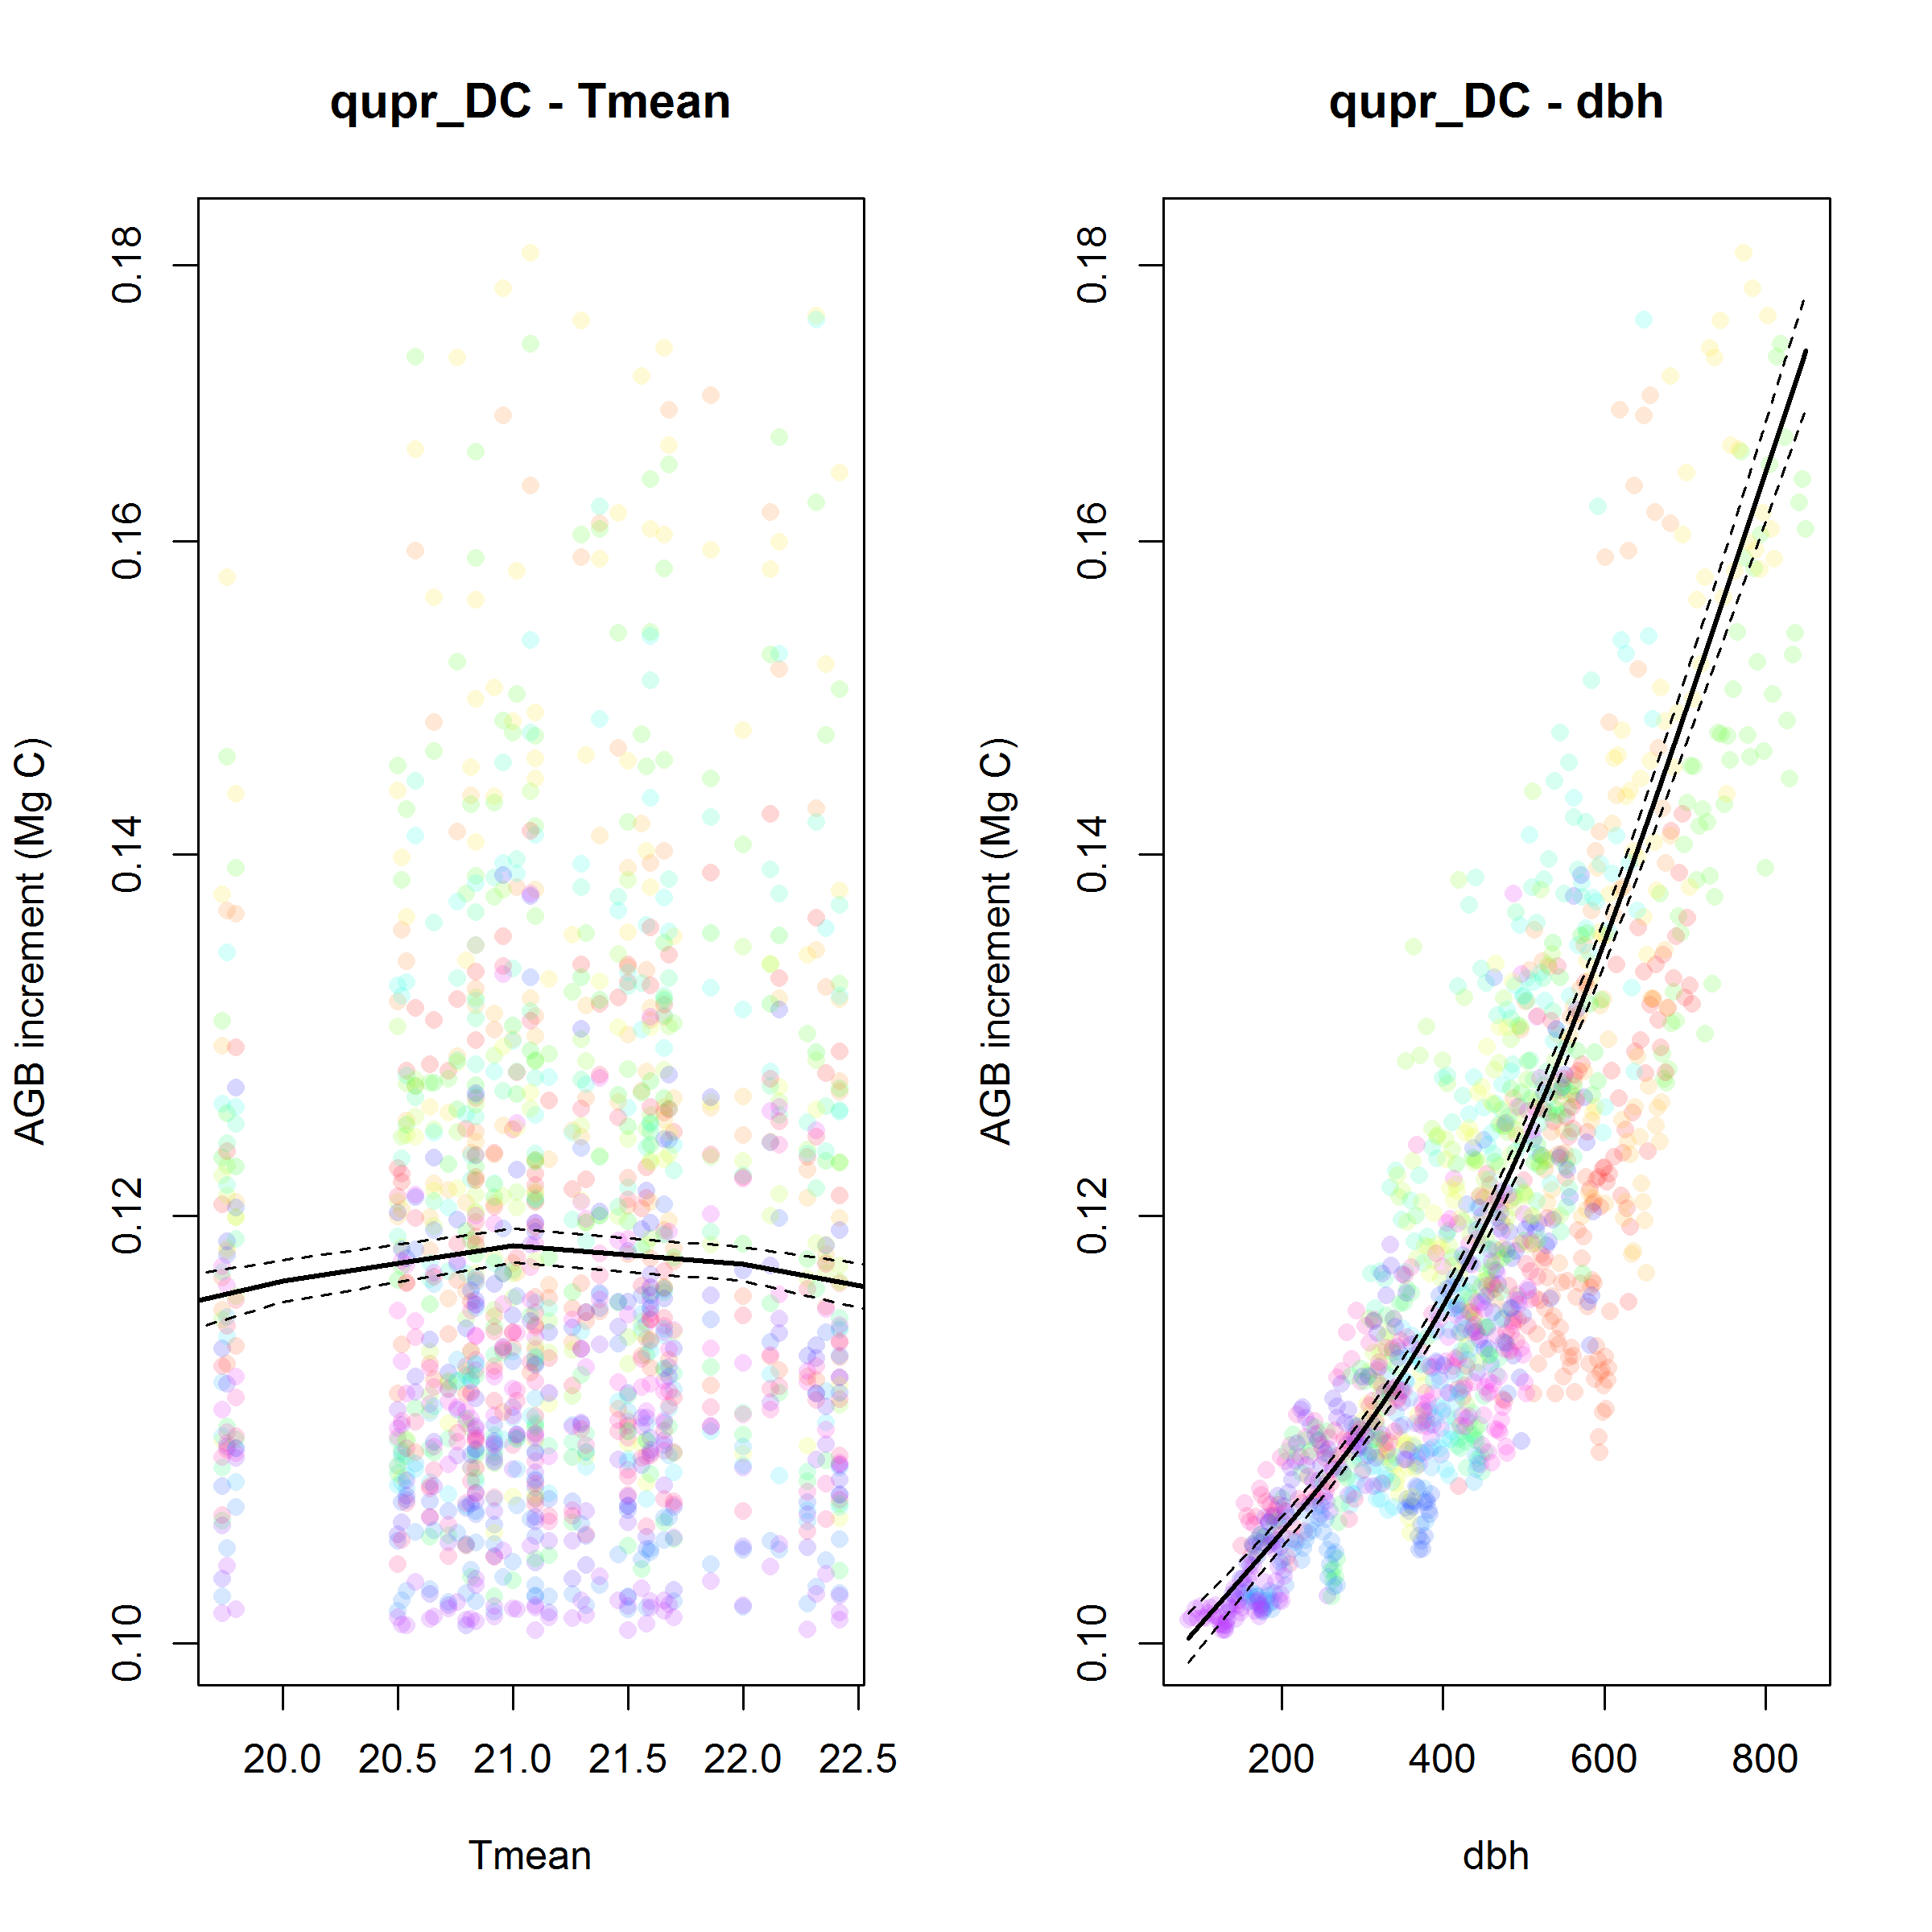 qupr_DC - Tmean
AGB increment (Mg C)
0.18
0.16
0.14
0.12
0.10
20.0 20.5 21.0 21.5 22.0 22.5
Tmean
qupr_DC - dbh
AGB increment (Mg C)
0.18
0.16
0.14
0.12
0.10
200 400 600 800
dbh